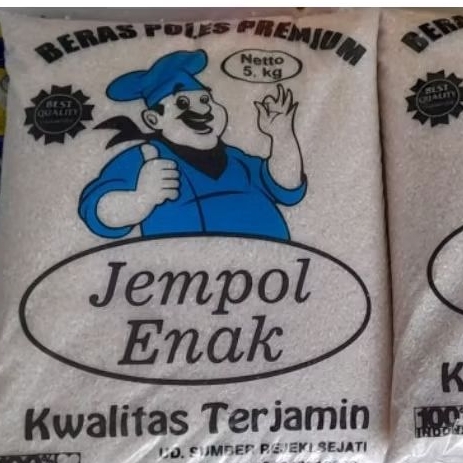 BERAS POLES PREMIUM
Netto
5. kg
BEST
QUALITY
Jempol
Enak
Kwalitas Terjamin
UD. SUMBER REJEKI SEJATI
BERAS
BEST
QUALITY
K
100%
INDON